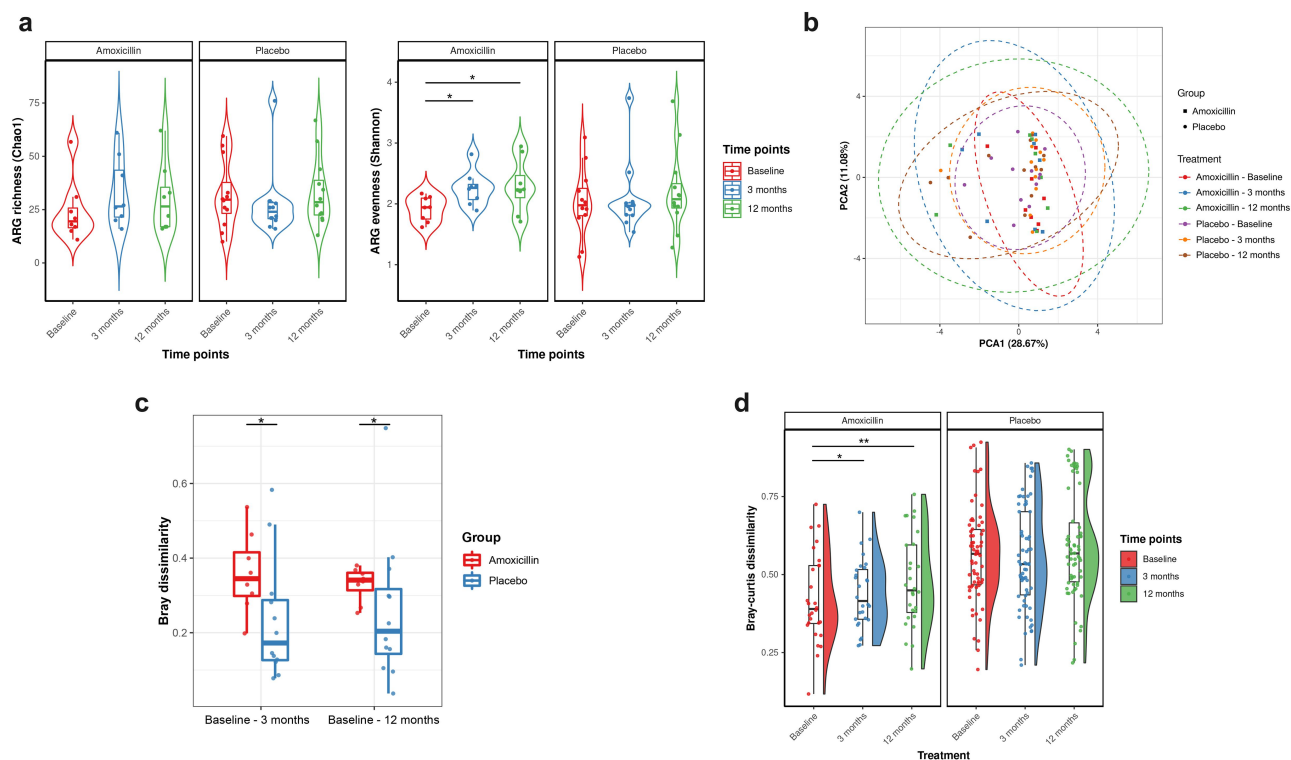 a
Amoxicillin
Placebo
ARG richness (Chao1)
75
50
25
0
Baseline
3 months
12 months
Baseline
3 months
12 months
Time points
Amoxicillin
Placebo
ARG evenness (Shannon)
4
3
2
1
*
*
Baseline
3 months
12 months
Baseline
3 months
12 months
Time points
Time points
Baseline
3 months
12 months
b
PCA2 (11.08%)
4
0
-4
-4
0
4
PCA1 (28.67%)
Group
Amoxicillin
Placebo
Treatment
Amoxicillin - Baseline
Amoxicillin - 3 months
Amoxicillin - 12 months
Placebo - Baseline
Placebo - 3 months
Placebo - 12 months
c
Bray dissimilarity
0.6
0.4
0.2
*
*
Baseline - 3 months
Baseline - 12 months
Group
Amoxicillin
Placebo
d
Amoxicillin
Placebo
Bray-curtis dissimilarity
0.75
0.50
0.25
**
*
Baseline
3 months
12 months
Baseline
3 months
12 months
Treatment
Time points
Baseline
3 months
12 months